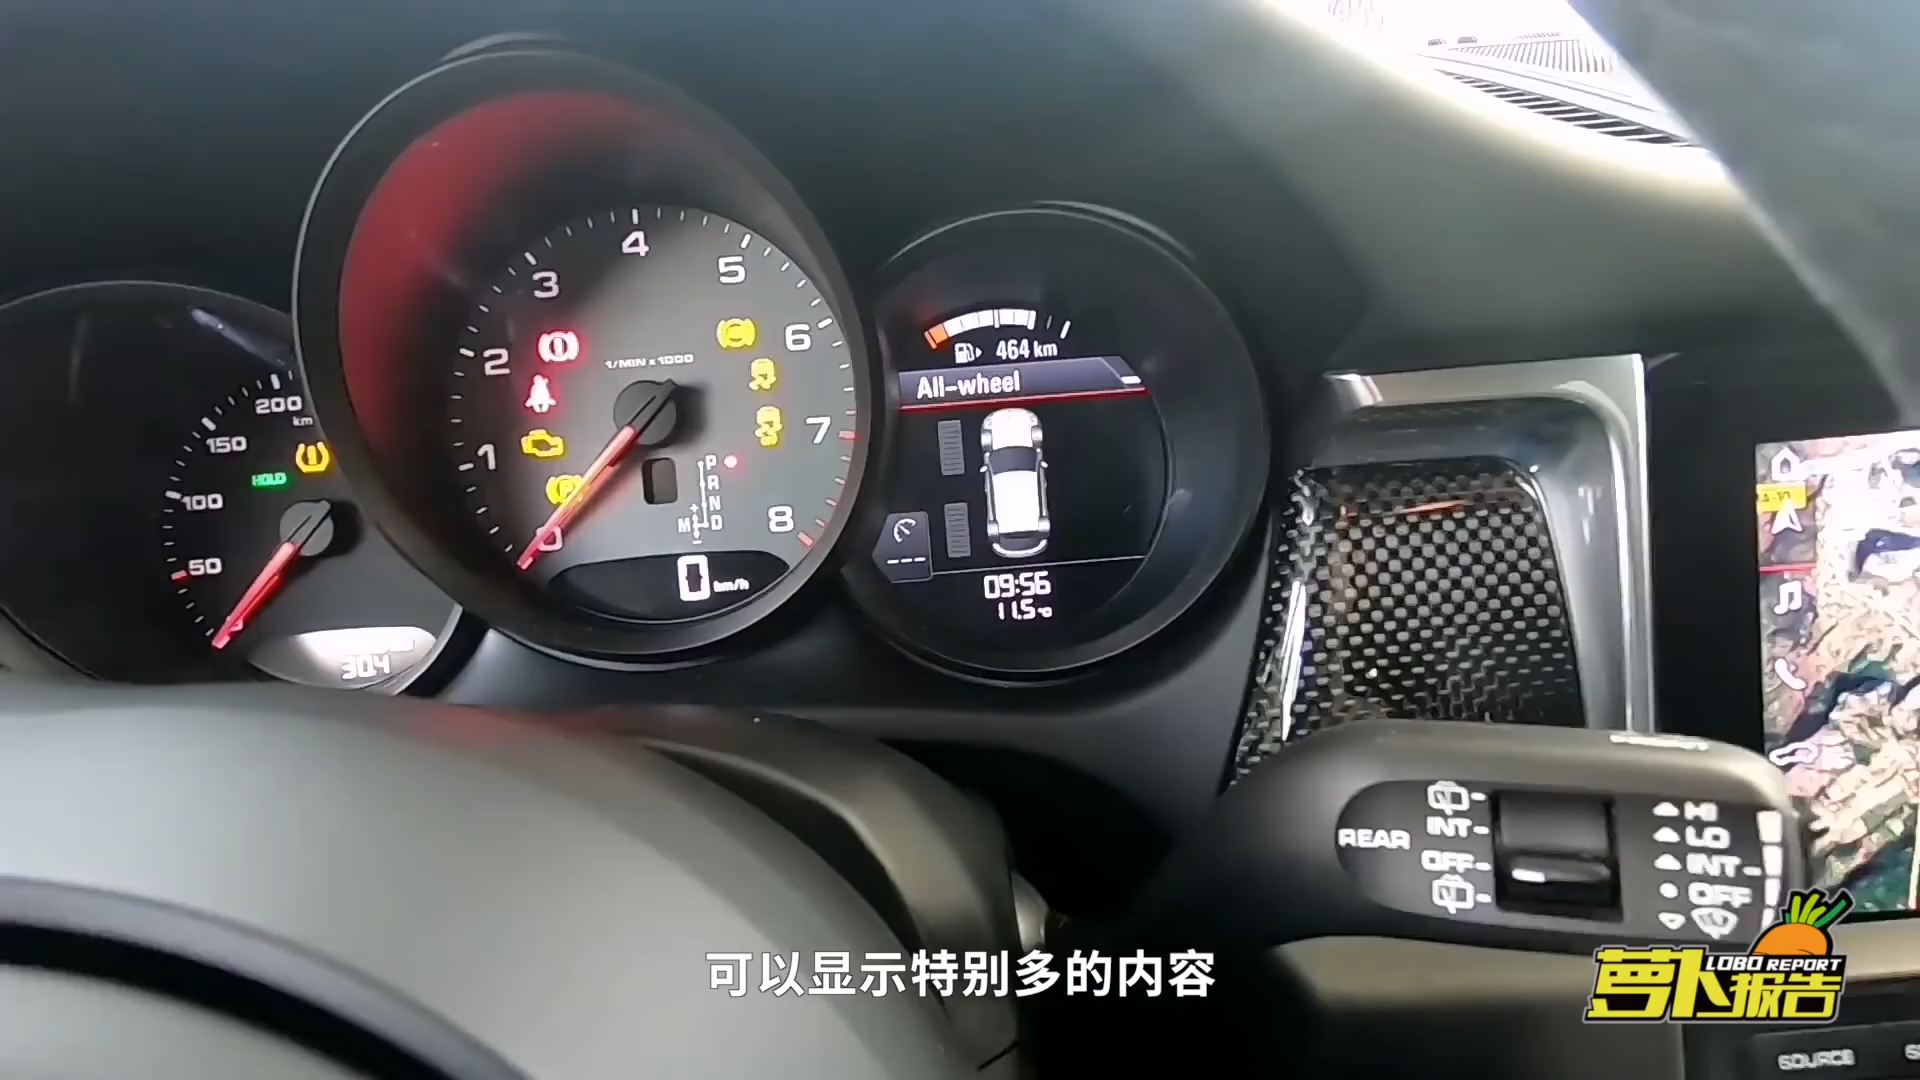 200
km
150
100
50
HOLD
304
4
3
5
2
6
1/MIN x 1000
1
7
P
R
N
M
D
0
8
0 km/h
464 km
All-wheel
---
09:56
11.5 °C
REAR
INT
OFF
HI
LO
INT
OFF
可以显示特别多的内容
LOBO REPORT
萝卜报告
SOURCE